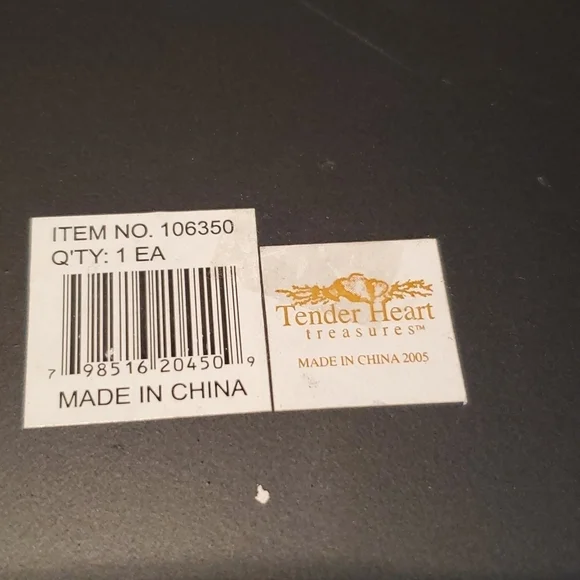 ITEM NO. 106350
Q'TY: 1 EA
7 98516 20450 9
MADE IN CHINA
Tender Heart
treasures™
MADE IN CHINA 2005